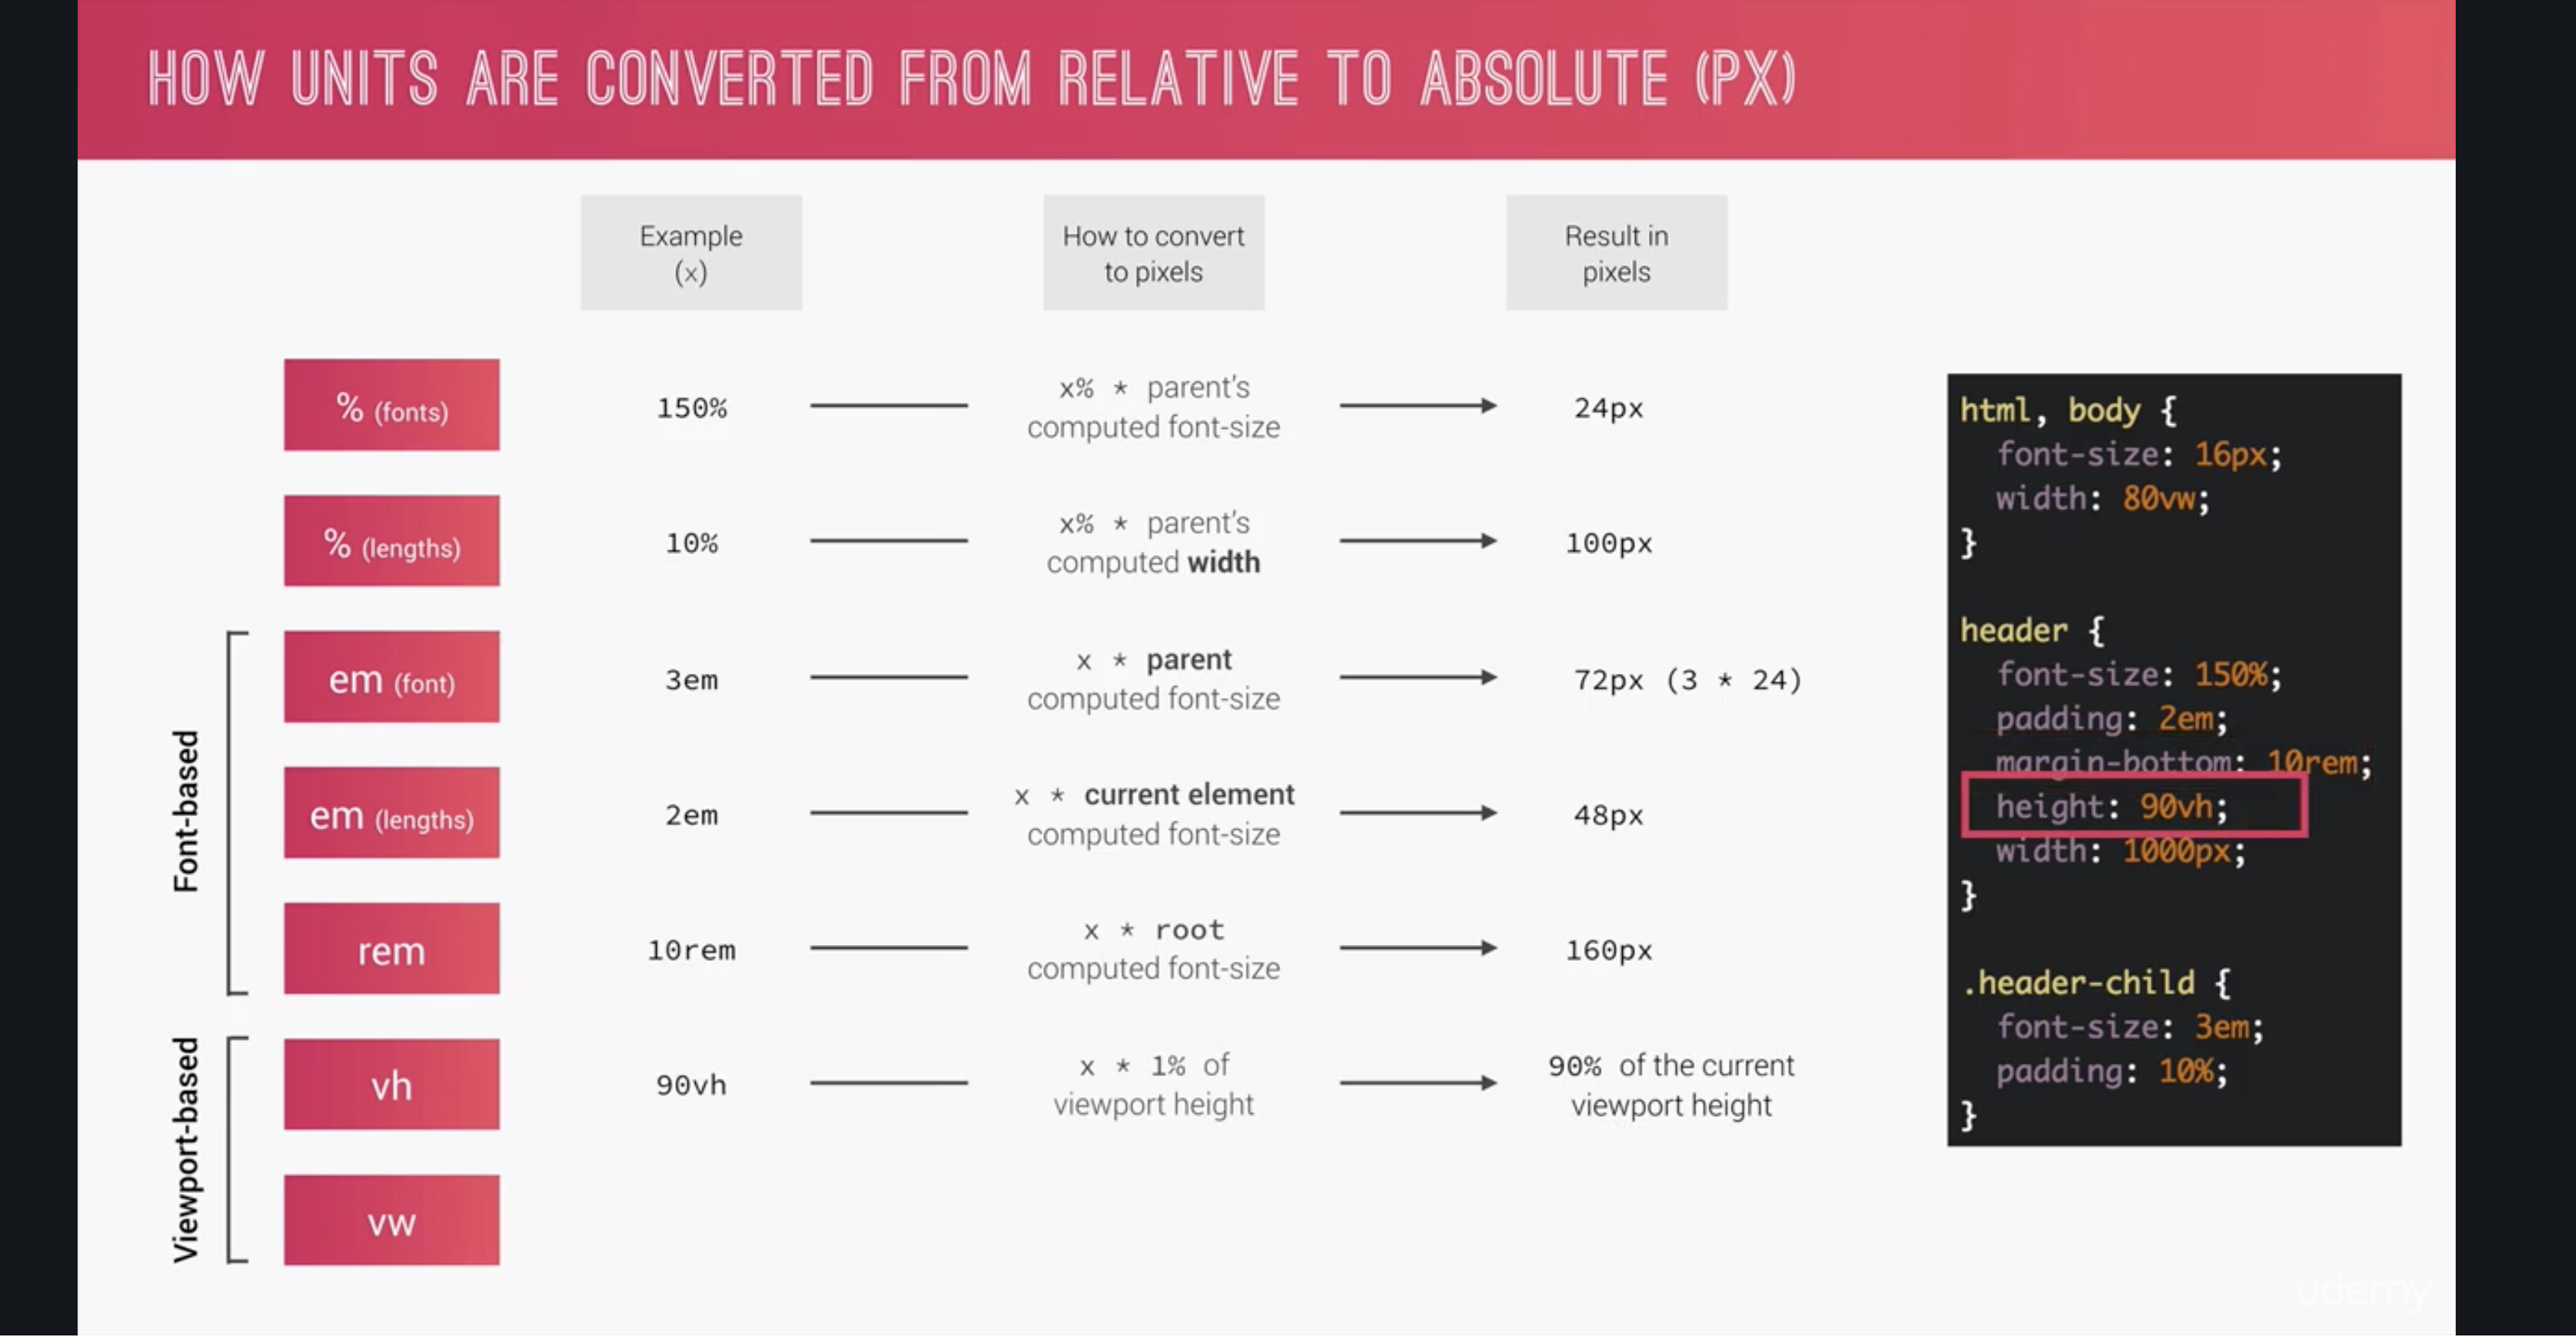 HOW UNITS ARE CONVERTED FROM RELATIVE TO ABSOLUTE (PX)
Example
(x)
How to convert
to pixels
Result in
pixels
% (fonts)
150%
x% * parent's
computed font-size
24px
% (lengths)
10%
x% * parent's
computed width
100px
Font-based
em (font)
3em
x * parent
computed font-size
72px (3 * 24)
em (lengths)
2em
x * current element
computed font-size
48px
rem
10rem
x * root
computed font-size
160px
Viewport-based
vh
90vh
x * 1% of
viewport height
90% of the current
viewport height
vw
html, body {
font-size: 16px;
width: 80vw;
}
header {
font-size: 150%;
padding: 2em;
margin-bottom: 10rem;
height: 90vh;
width: 1000px;
}
.header-child {
font-size: 3em;
padding: 10%;
}
udemy